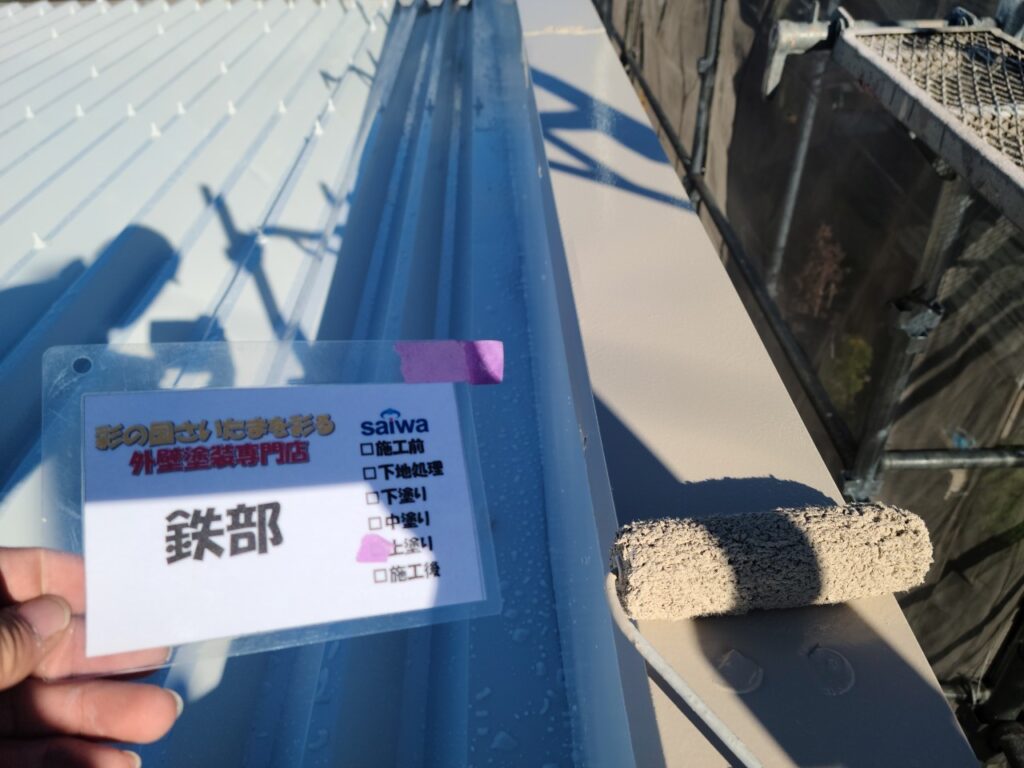 彩の国さいたまを彩る
外壁塗装専門店
鉄部
saiwa
□施工前
□下地処理
□下塗り
□中塗り
□上塗り
□施工後